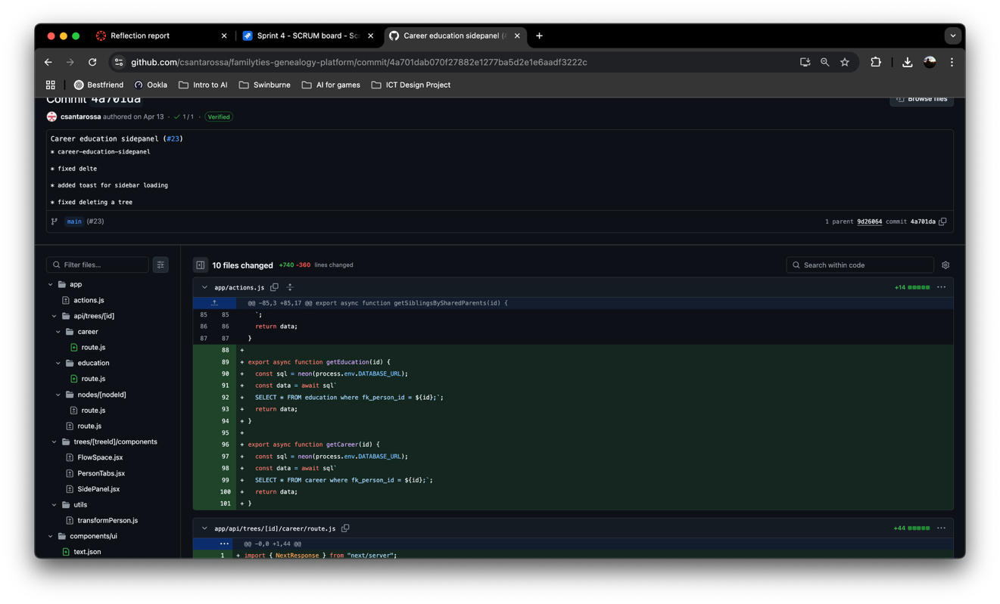 Reflection report
Sprint 4 - SCRUM board - Sc
Career education sidepanel (
github.com/csantarossa/familyties-genealogy-platform/commit/4a701dab070f27882e1277ba5d2e1e6aadf3222c
Bestfriend
Ookla
Intro to AI
Swinburne
AI for games
ICT Design Project
Commit 4a701da
Browse files
csantarossa authored on Apr 13 · 1/1 · Verified
Career education sidepanel (#23)
* career-education-sidepanel
* fixed delte
* added toast for sidebar loading
* fixed deleting a tree
main (#23)
1 parent 9d26064 commit 4a701da
Filter files...
app
actions.js
api/trees/[id]
career
route.js
education
route.js
nodes/[nodeId]
route.js
route.js
trees/[treeId]/components
FlowSpace.jsx
PersonTabs.jsx
SidePanel.jsx
utils
transformPerson.js
components/ui
text.json
10 files changed +740 -360 lines changed
Search within code
app/actions.js
+14
@@ -85,3 +85,17 @@ export async function getSiblingsBySharedParents(id) {
85 85 `;
86 86 return data;
87 87 }
88 +
89 + export async function getEducation(id) {
90 + const sql = neon(process.env.DATABASE_URL);
91 + const data = await sql`
92 + SELECT * FROM education where fk_person_id = ${id};`;
93 + return data;
94 + }
95 +
96 + export async function getCareer(id) {
97 + const sql = neon(process.env.DATABASE_URL);
98 + const data = await sql`
99 + SELECT * FROM career where fk_person_id = ${id};`;
100 + return data;
101 + }
app/api/trees/[id]/career/route.js
+44
@@ -0,0 +1,44 @@
1 + import { NextResponse } from "next/server";